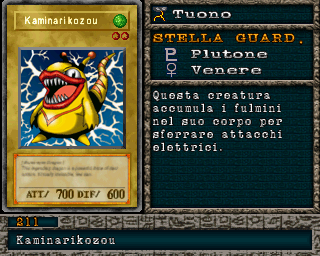 Kaminarikozou
ATT/ 700 DIF/ 600
Tuono
STELLA GUARD.
Plutone
Venere
Questa creatura
accumula i fulmini
nel suo corpo per
sferrare attacchi
elettrici.
211
Kaminarikozou